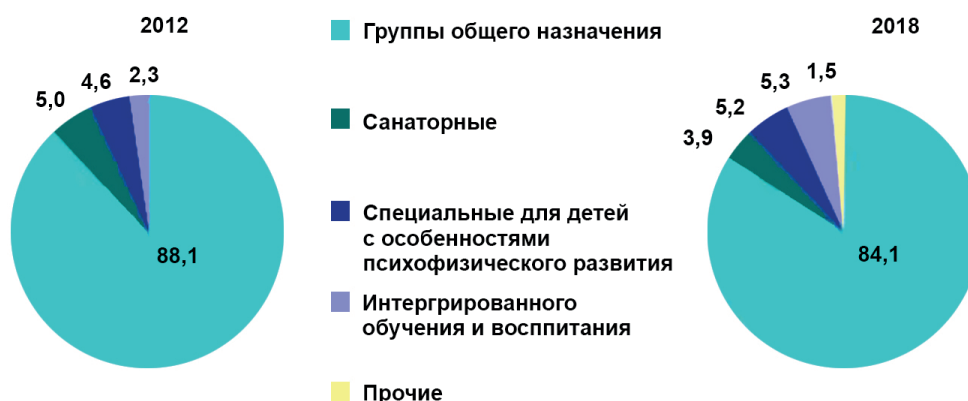 2012
5,0
4,6
2,3
88,1
Группы общего назначения
Санаторные
Специальные для детей
с особенностями
психофизического развития
Интергрированного
обучения и восппитания
Прочие
2018
3,9
5,2
5,3
1,5
84,1